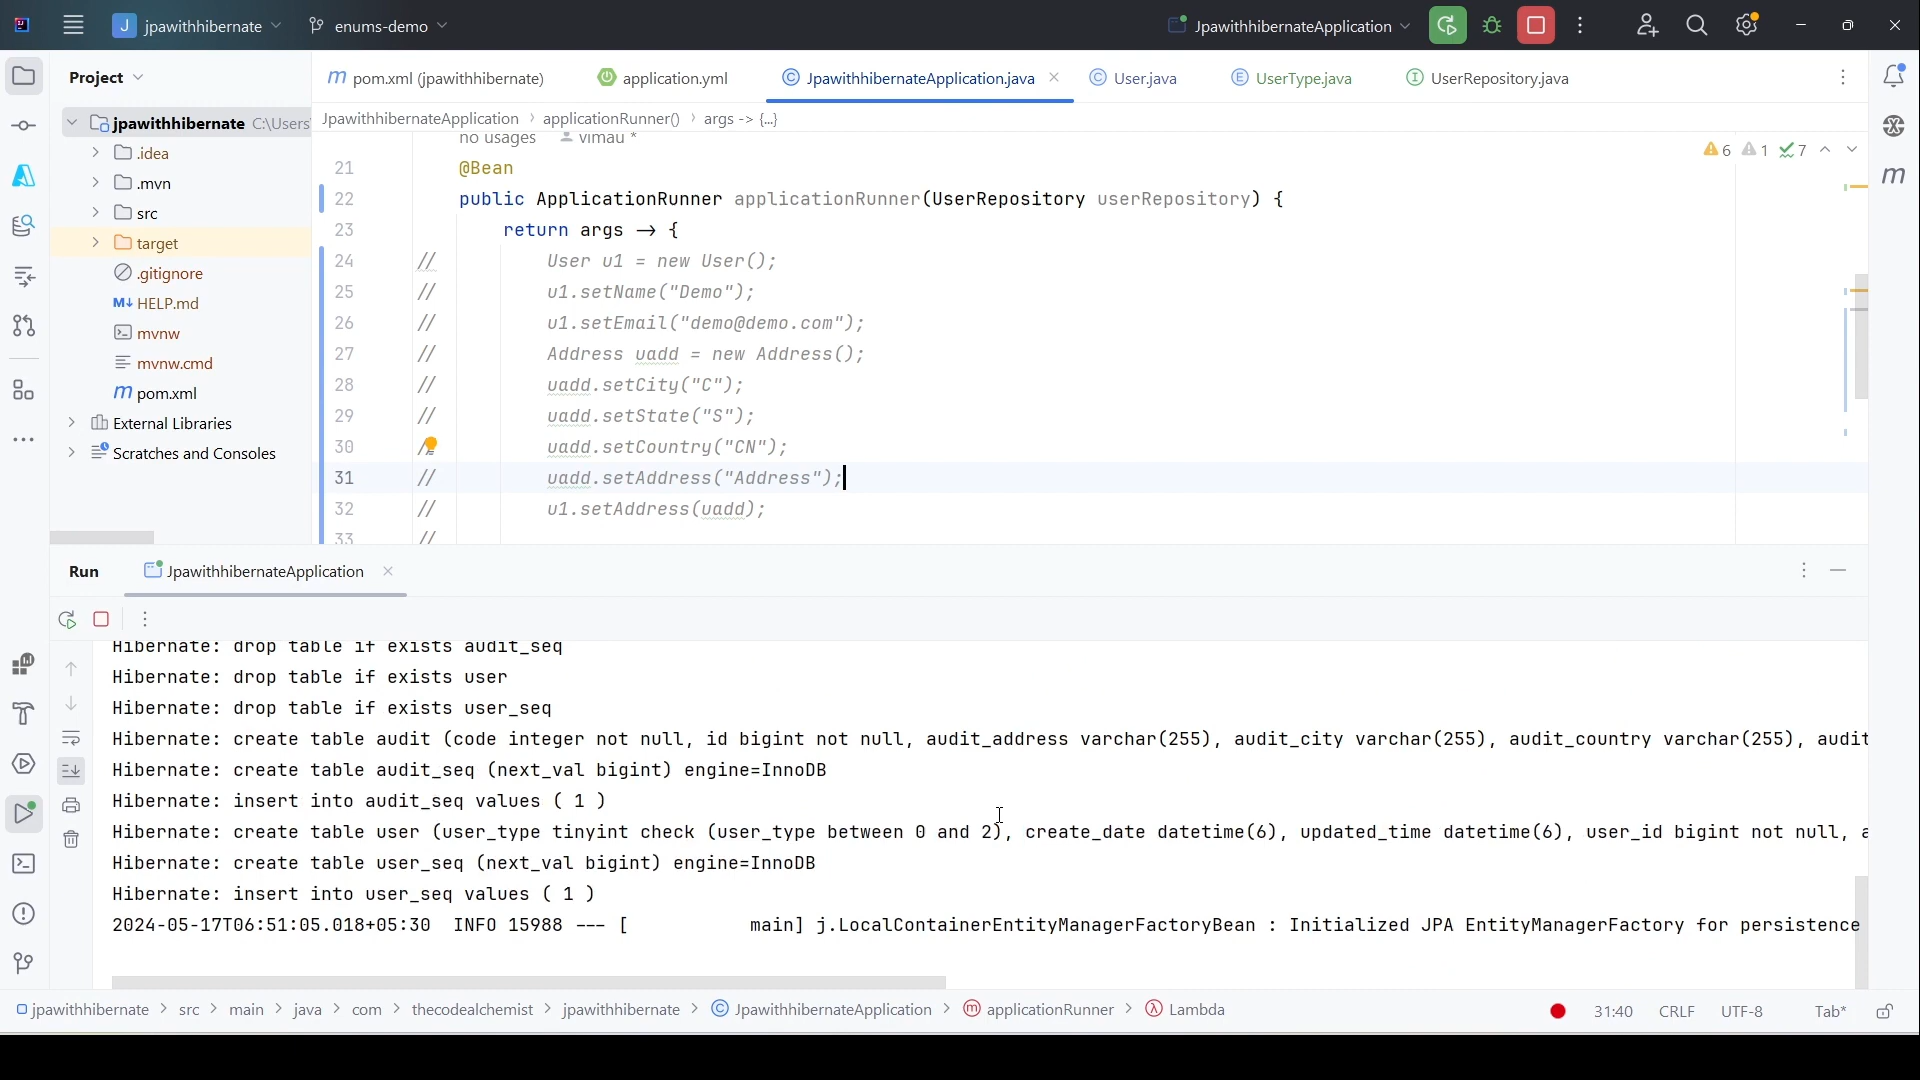 J jpawithhibernate enums-demo JpawithhibernateApplication
Project
pom.xml (jpawithhibernate) application.yml JpawithhibernateApplication.java User.java UserType.java UserRepository.java
jpawithhibernate C:\Users
.idea
.mvn
src
target
.gitignore
M↓ HELP.md
mvnw
mvnw.cmd
m pom.xml
External Libraries
Scratches and Consoles
JpawithhibernateApplication > applicationRunner() > args -> {...}
no usages vimau *
6 1 7
21 @Bean
22 public ApplicationRunner applicationRunner(UserRepository userRepository) {
23 return args → {
24 // User u1 = new User();
25 // u1.setName("Demo");
26 // u1.setEmail("demo@demo.com");
27 // Address uadd = new Address();
28 // uadd.setCity("C");
29 // uadd.setState("S");
30 // uadd.setCountry("CN");
31 // uadd.setAddress("Address");
32 // u1.setAddress(uadd);
33 //
Run JpawithhibernateApplication
Hibernate: drop table if exists audit_seq
Hibernate: drop table if exists user
Hibernate: drop table if exists user_seq
Hibernate: create table audit (code integer not null, id bigint not null, audit_address varchar(255), audit_city varchar(255), audit_country varchar(255), audit
Hibernate: create table audit_seq (next_val bigint) engine=InnoDB
Hibernate: insert into audit_seq values ( 1 )
Hibernate: create table user (user_type tinyint check (user_type between 0 and 2), create_date datetime(6), updated_time datetime(6), user_id bigint not null, a
Hibernate: create table user_seq (next_val bigint) engine=InnoDB
Hibernate: insert into user_seq values ( 1 )
2024-05-17T06:51:05.018+05:30 INFO 15988 --- [ main] j.LocalContainerEntityManagerFactoryBean : Initialized JPA EntityManagerFactory for persistence
jpawithhibernate > src > main > java > com > thecodealchemist > jpawithhibernate > JpawithhibernateApplication > applicationRunner > Lambda 31:40 CRLF UTF-8 Tab*